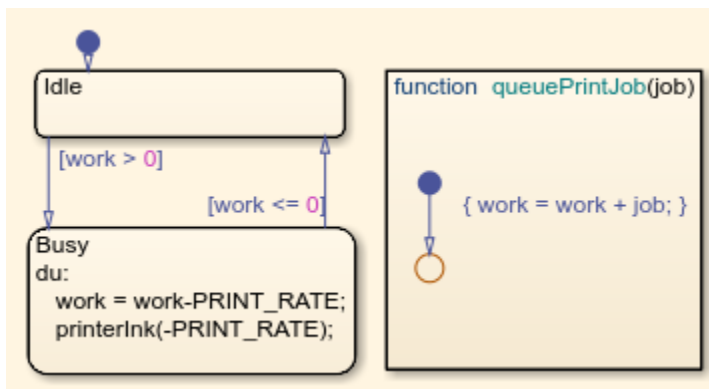 Idle
[work > 0]
[work <= 0]
Busy
du:
work = work-PRINT_RATE;
printerInk(-PRINT_RATE);
function queuePrintJob(job)
{ work = work + job; }